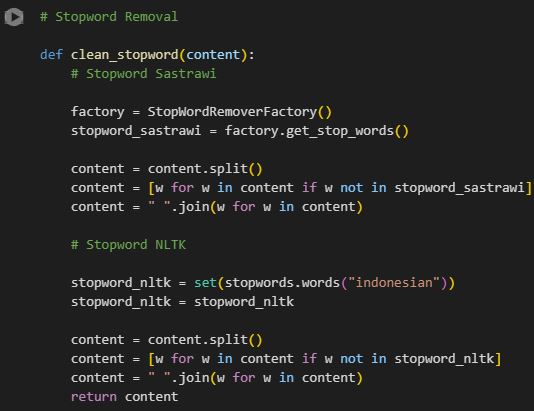 # Stopword Removal
def clean_stopword(content):
# Stopword Sastrawi
factory = StopWordRemoverFactory()
stopword_sastrawi = factory.get_stop_words()
content = content.split()
content = [w for w in content if w not in stopword_sastrawi]
content = " ".join(w for w in content)
# Stopword NLTK
stopword_nltk = set(stopwords.words("indonesian"))
stopword_nltk = stopword_nltk
content = content.split()
content = [w for w in content if w not in stopword_nltk]
content = " ".join(w for w in content)
return content